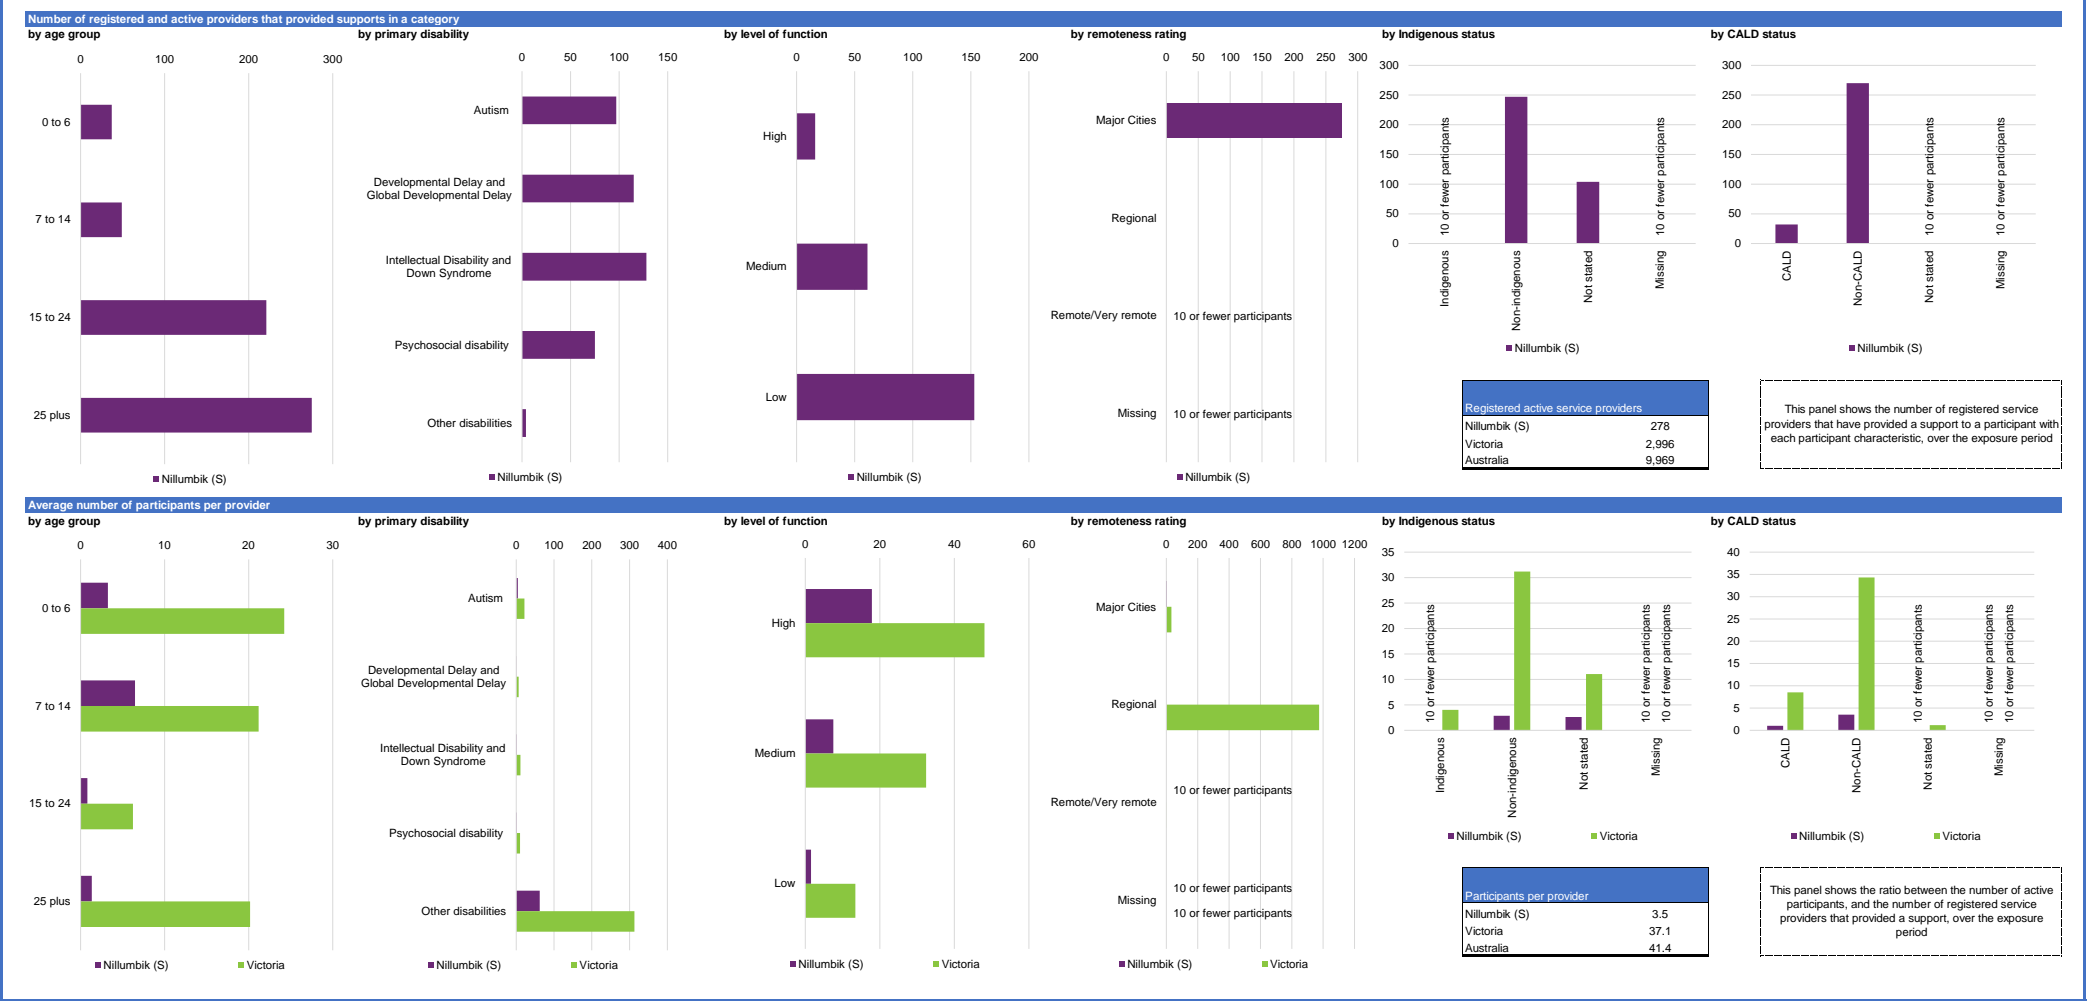 Number of registered and active providers that provided supports in a category
by age group
0 100 200 300
0 to 6
7 to 14
15 to 24
25 plus
Nillumbik (S)
by primary disability
0 50 100 150
Autism
Developmental Delay and
Global Developmental Delay
Intellectual Disability and
Down Syndrome
Psychosocial disability
Other disabilities
Nillumbik (S)
by level of function
0 50 100 150 200
High
Medium
Low
Nillumbik (S)
by remoteness rating
0 50 100 150 200 250 300
Major Cities
Regional
Remote/Very remote 10 or fewer participants
Missing 10 or fewer participants
Nillumbik (S)
by Indigenous status
300
250
200
150
100
50
0
10 or fewer participants
10 or fewer participants
Indigenous
Non-indigenous
Not stated
Missing
Nillumbik (S)
by CALD status
300
250
200
150
100
50
0
10 or fewer participants
10 or fewer participants
CALD
Non-CALD
Not stated
Missing
Nillumbik (S)
Registered active service providers
Nillumbik (S) 278
Victoria 2,996
Australia 9,969
This panel shows the number of registered service
providers that have provided a support to a participant with
each participant characteristic, over the exposure period
Average number of participants per provider
by age group
0 10 20 30
0 to 6
7 to 14
15 to 24
25 plus
Nillumbik (S) Victoria
by primary disability
0 100 200 300 400
Autism
Developmental Delay and
Global Developmental Delay
Intellectual Disability and
Down Syndrome
Psychosocial disability
Other disabilities
Nillumbik (S) Victoria
by level of function
0 20 40 60
High
Medium
Low
Nillumbik (S) Victoria
by remoteness rating
0 200 400 600 800 1000 1200
Major Cities
Regional
10 or fewer participants
Remote/Very remote
10 or fewer participants
Missing
10 or fewer participants
Nillumbik (S) Victoria
by Indigenous status
35
30
25
20
15
10
5
0
10 or fewer participants
10 or fewer participants
10 or fewer participants
Indigenous
Non-indigenous
Not stated
Missing
Nillumbik (S) Victoria
by CALD status
40
35
30
25
20
15
10
5
0
10 or fewer participants
10 or fewer participants
10 or fewer participants
CALD
Non-CALD
Not stated
Missing
Nillumbik (S) Victoria
Participants per provider
Nillumbik (S) 3.5
Victoria 37.1
Australia 41.4
This panel shows the ratio between the number of active
participants, and the number of registered service
providers that provided a support, over the exposure
period